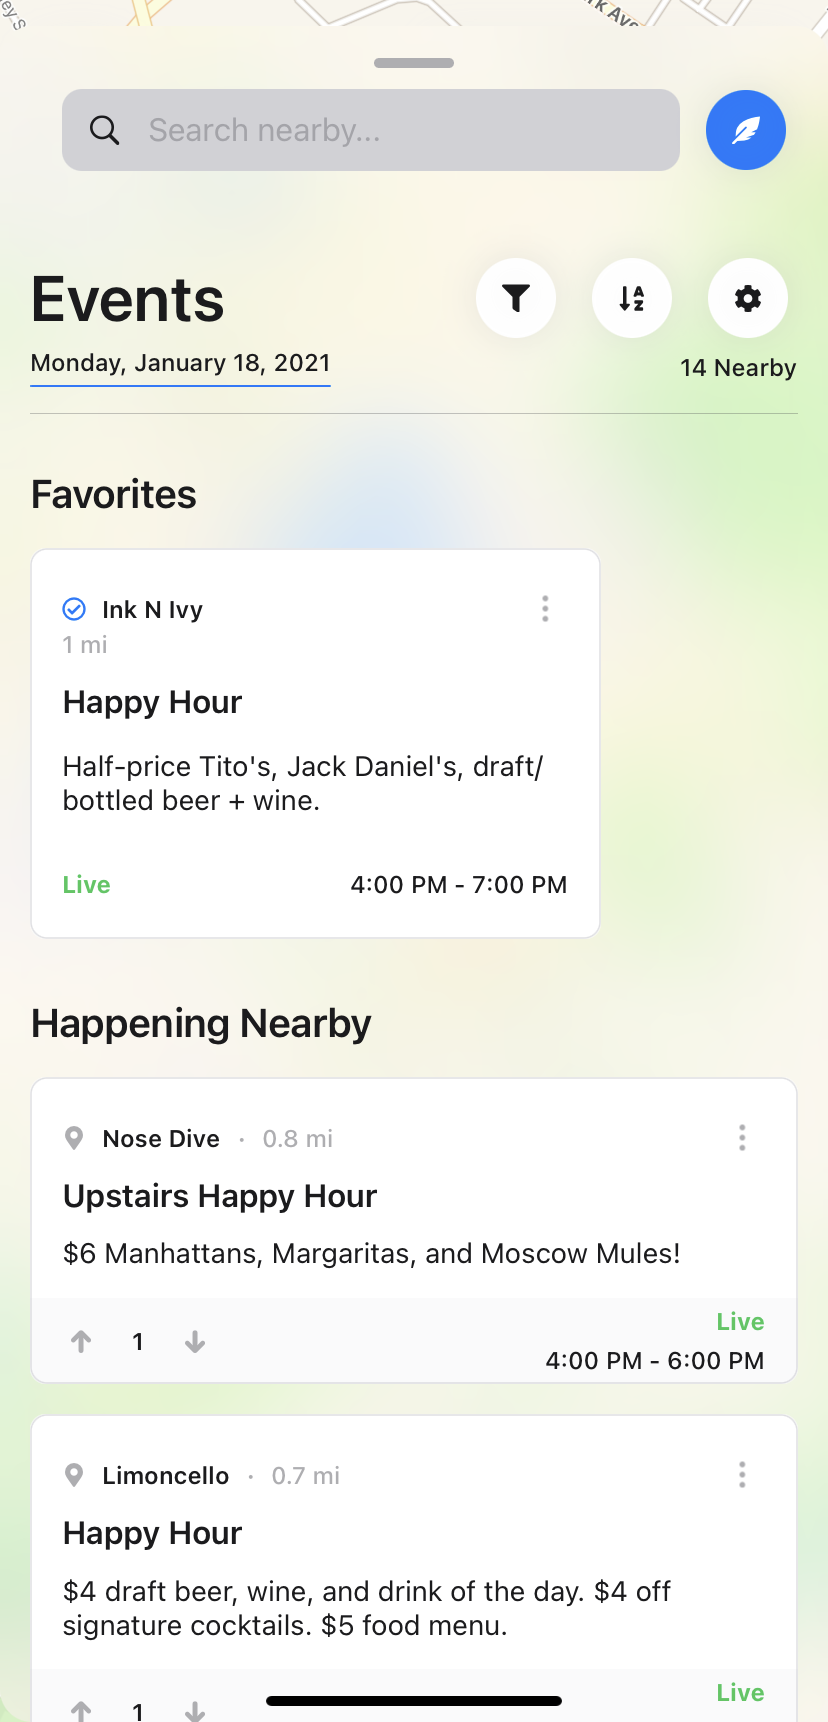 Search nearby...
Events
A
Z
Monday, January 18, 2021
14 Nearby
Favorites
Ink N Ivy
1 mi
Happy Hour
Half-price Tito's, Jack Daniel's, draft/
bottled beer + wine.
Live
4:00 PM - 7:00 PM
Happening Nearby
Nose Dive · 0.8 mi
Upstairs Happy Hour
$6 Manhattans, Margaritas, and Moscow Mules!
1
Live
4:00 PM - 6:00 PM
Limoncello · 0.7 mi
Happy Hour
$4 draft beer, wine, and drink of the day. $4 off
signature cocktails. $5 food menu.
1
Live